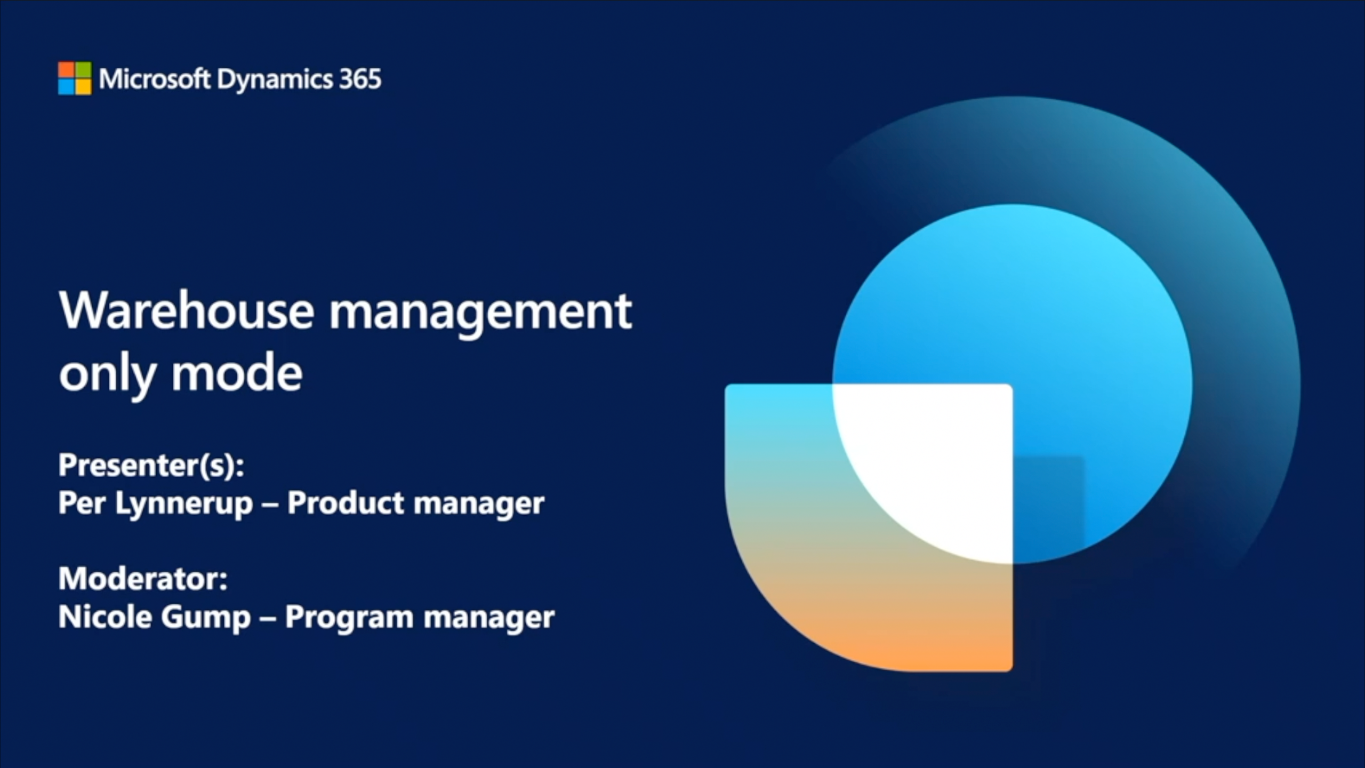 Microsoft Dynamics 365
Warehouse management
only mode
Presenter(s):
Per Lynnerup – Product manager
Moderator:
Nicole Gump – Program manager